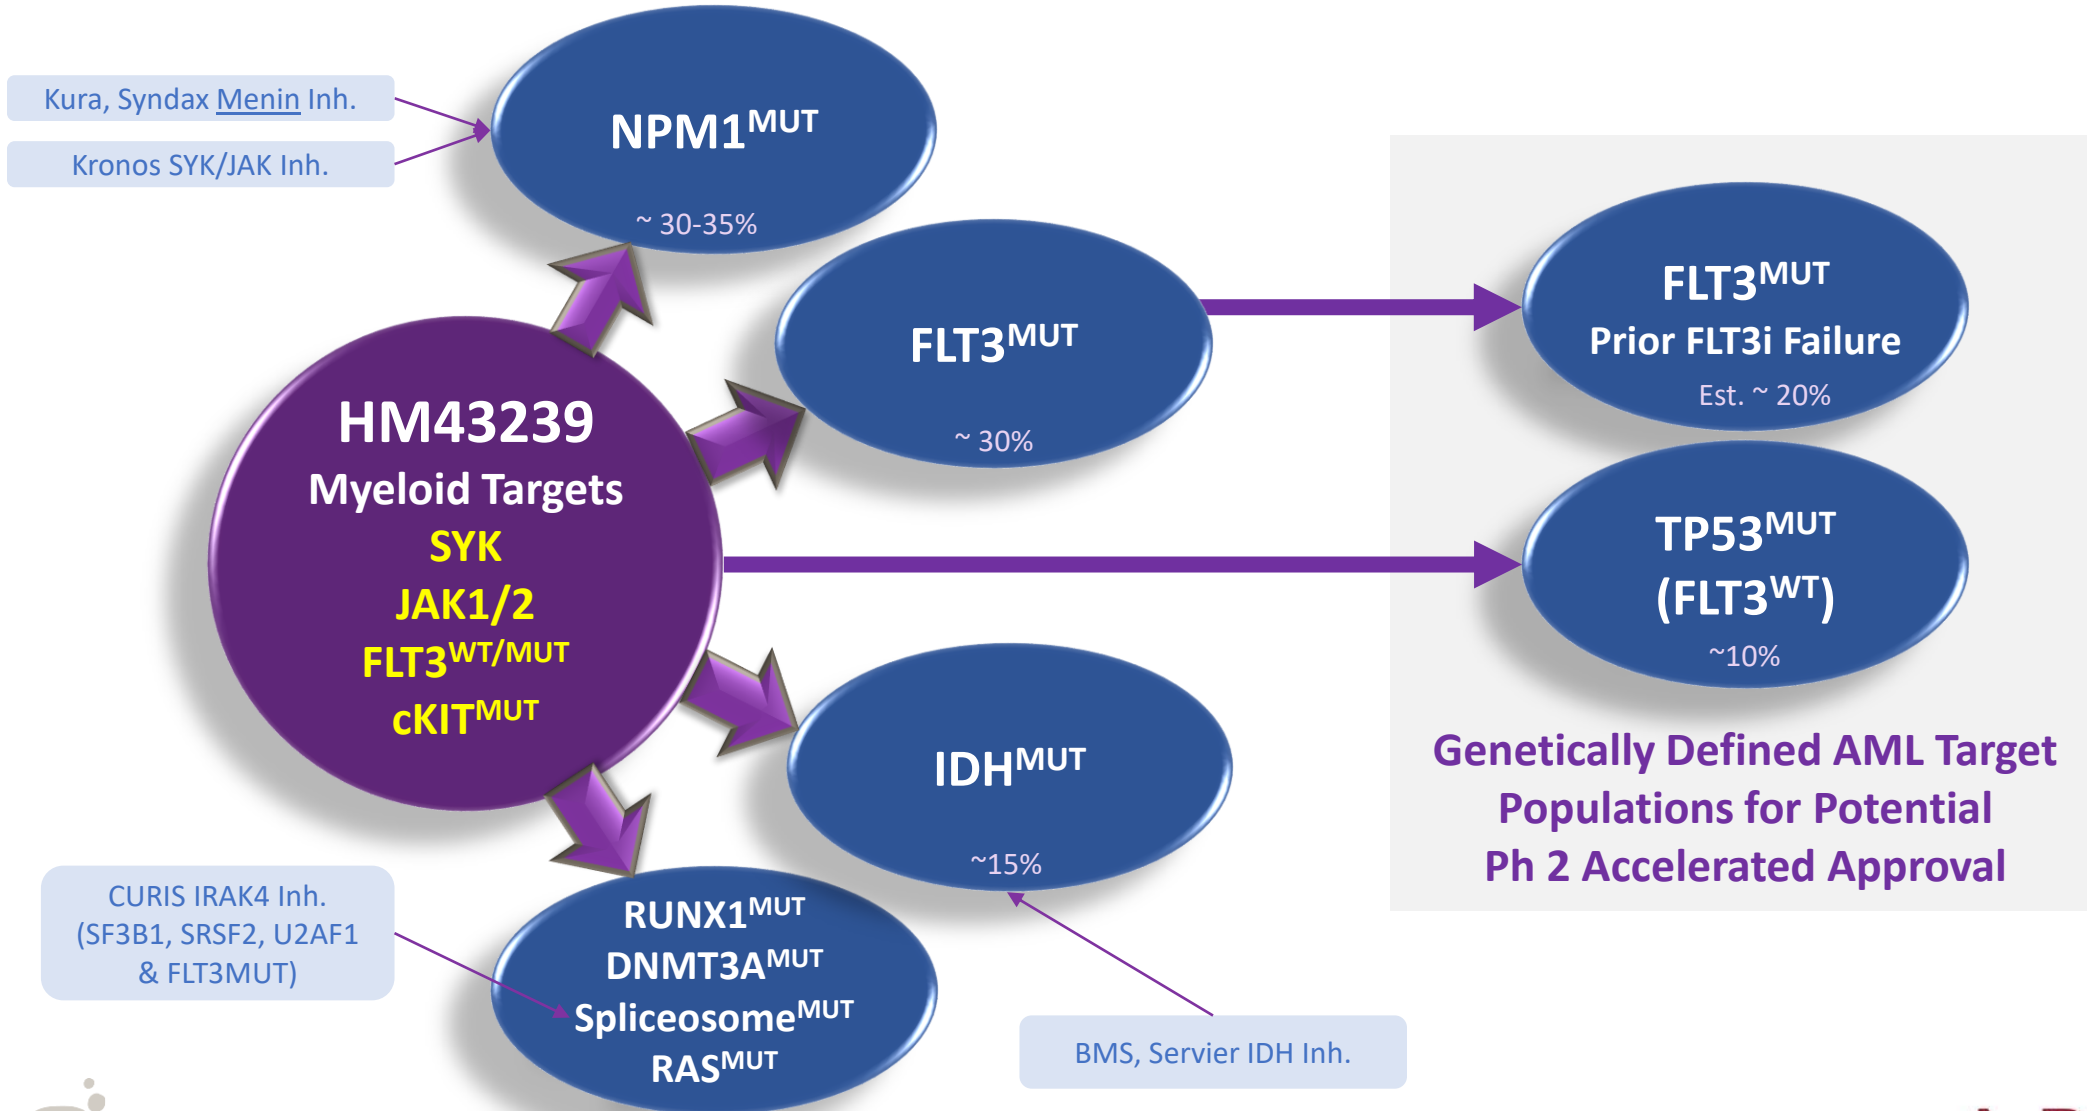 Kura, Syndax Menin Inh.
Kronos SYK/JAK Inh.
NPM1MUT
~ 30-35%
FLT3MUT
~ 30%
FLT3MUT
Prior FLT3i Failure
Est. ~ 20%
HM43239
Myeloid Targets
SYK
JAK1/2
FLT3WT/MUT
cKITMUT
TP53MUT
(FLT3WT)
~10%
Genetically Defined AML Target
Populations for Potential
Ph 2 Accelerated Approval
IDHMUT
~15%
CURIS IRAK4 Inh.
(SF3B1, SRSF2, U2AF1
& FLT3MUT)
RUNX1MUT
DNMT3AMUT
SpliceosomeMUT
RASMUT
BMS, Servier IDH Inh.